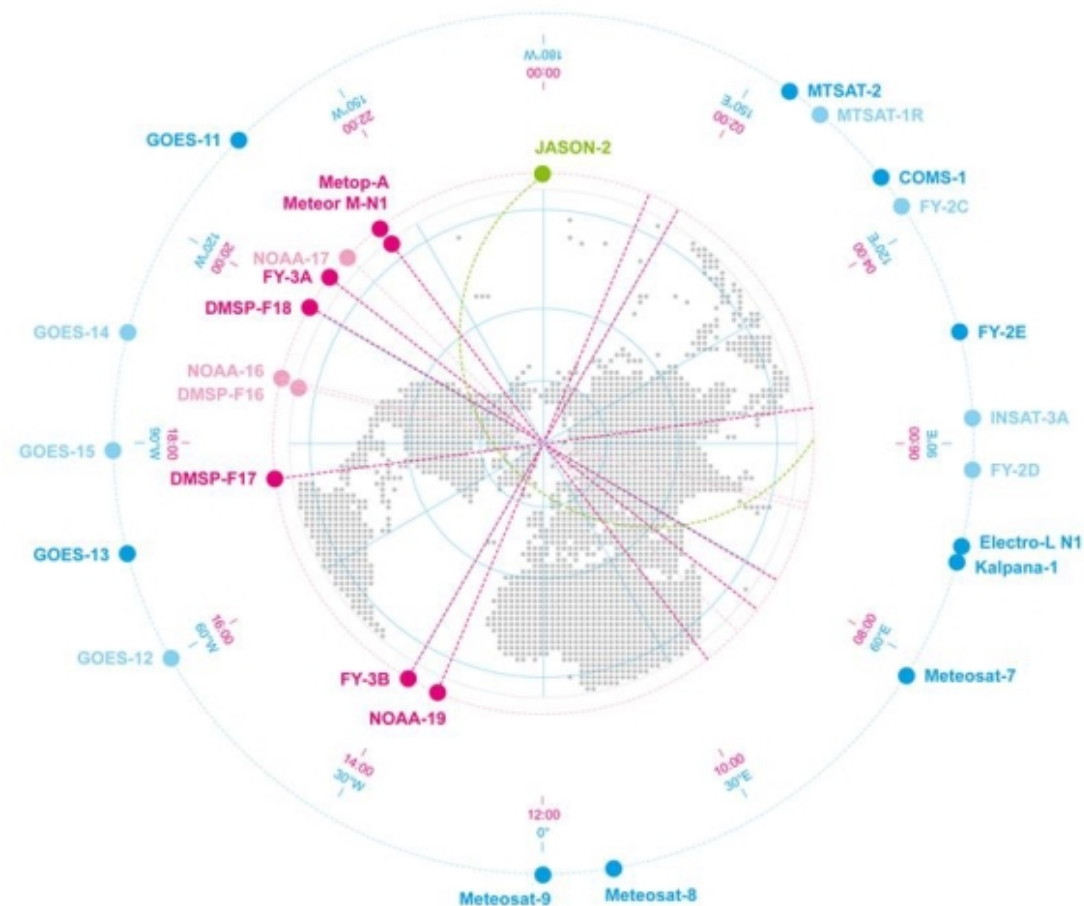 180°W
00:00
150°W
22:00
150°E
02:00
MTSAT-2
MTSAT-1R
GOES-11
JASON-2
COMS-1
Metop-A
Meteor M-N1
FY-2C
120°W
20:00
120°E
04:00
NOAA-17
FY-3A
DMSP-F18
GOES-14
FY-2E
NOAA-16
DMSP-F16
INSAT-3A
90°W
18:00
06:00
90°E
GOES-15
FY-2D
DMSP-F17
GOES-13
Electro-L N1
Kalpana-1
16:00
60°W
08:00
60°E
GOES-12
Meteosat-7
FY-3B
NOAA-19
14:00
30°W
10:00
30°E
12:00
0°
Meteosat-9
Meteosat-8